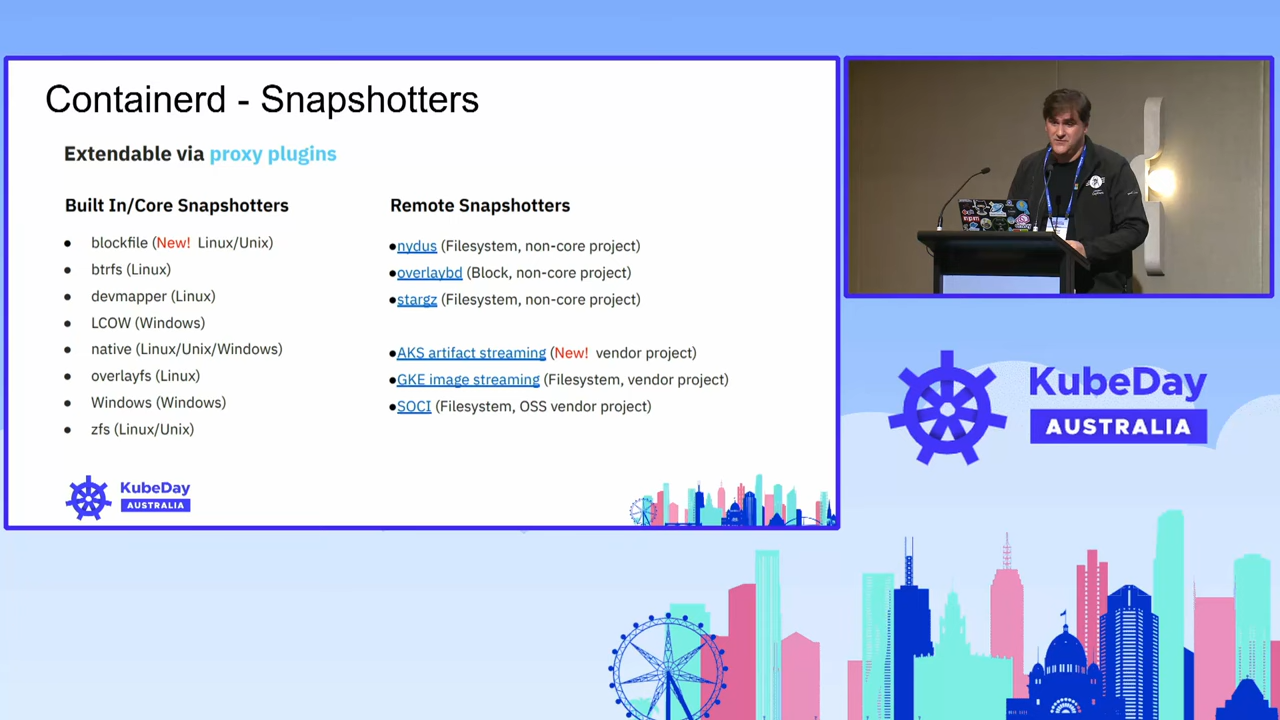 Containerd - Snapshotters
Extendable via proxy plugins
Built In/Core Snapshotters
● blockfile (New! Linux/Unix)
● btrfs (Linux)
● devmapper (Linux)
● LCOW (Windows)
● native (Linux/Unix/Windows)
● overlayfs (Linux)
● Windows (Windows)
● zfs (Linux/Unix)
Remote Snapshotters
●nydus (Filesystem, non-core project)
●overlaybd (Block, non-core project)
●stargz (Filesystem, non-core project)
●AKS artifact streaming (New! vendor project)
●GKE image streaming (Filesystem, vendor project)
●SOCI (Filesystem, OSS vendor project)
KubeDay
AUSTRALIA
KubeDay
AUSTRALIA